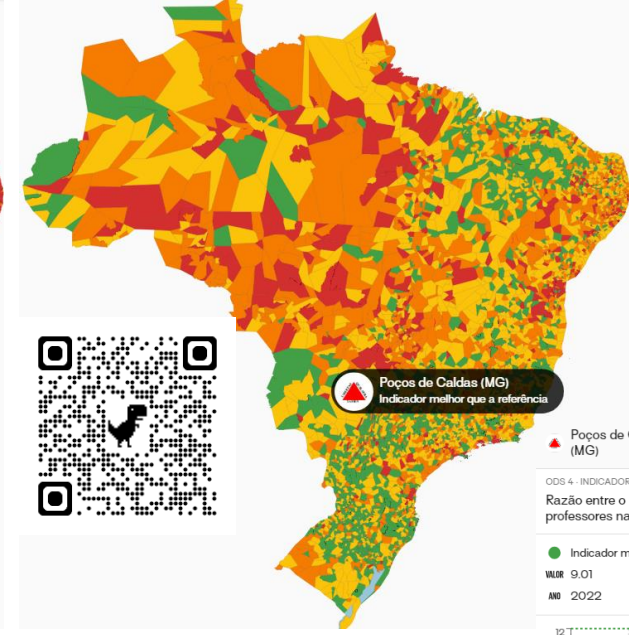 Poços de Caldas (MG)
Indicador melhor que a referência
Poços de
(MG)
ODS 4 - INDICADOR
Razão entre o
professores na
Indicador
VALOR 9.01
ANO 2022
12